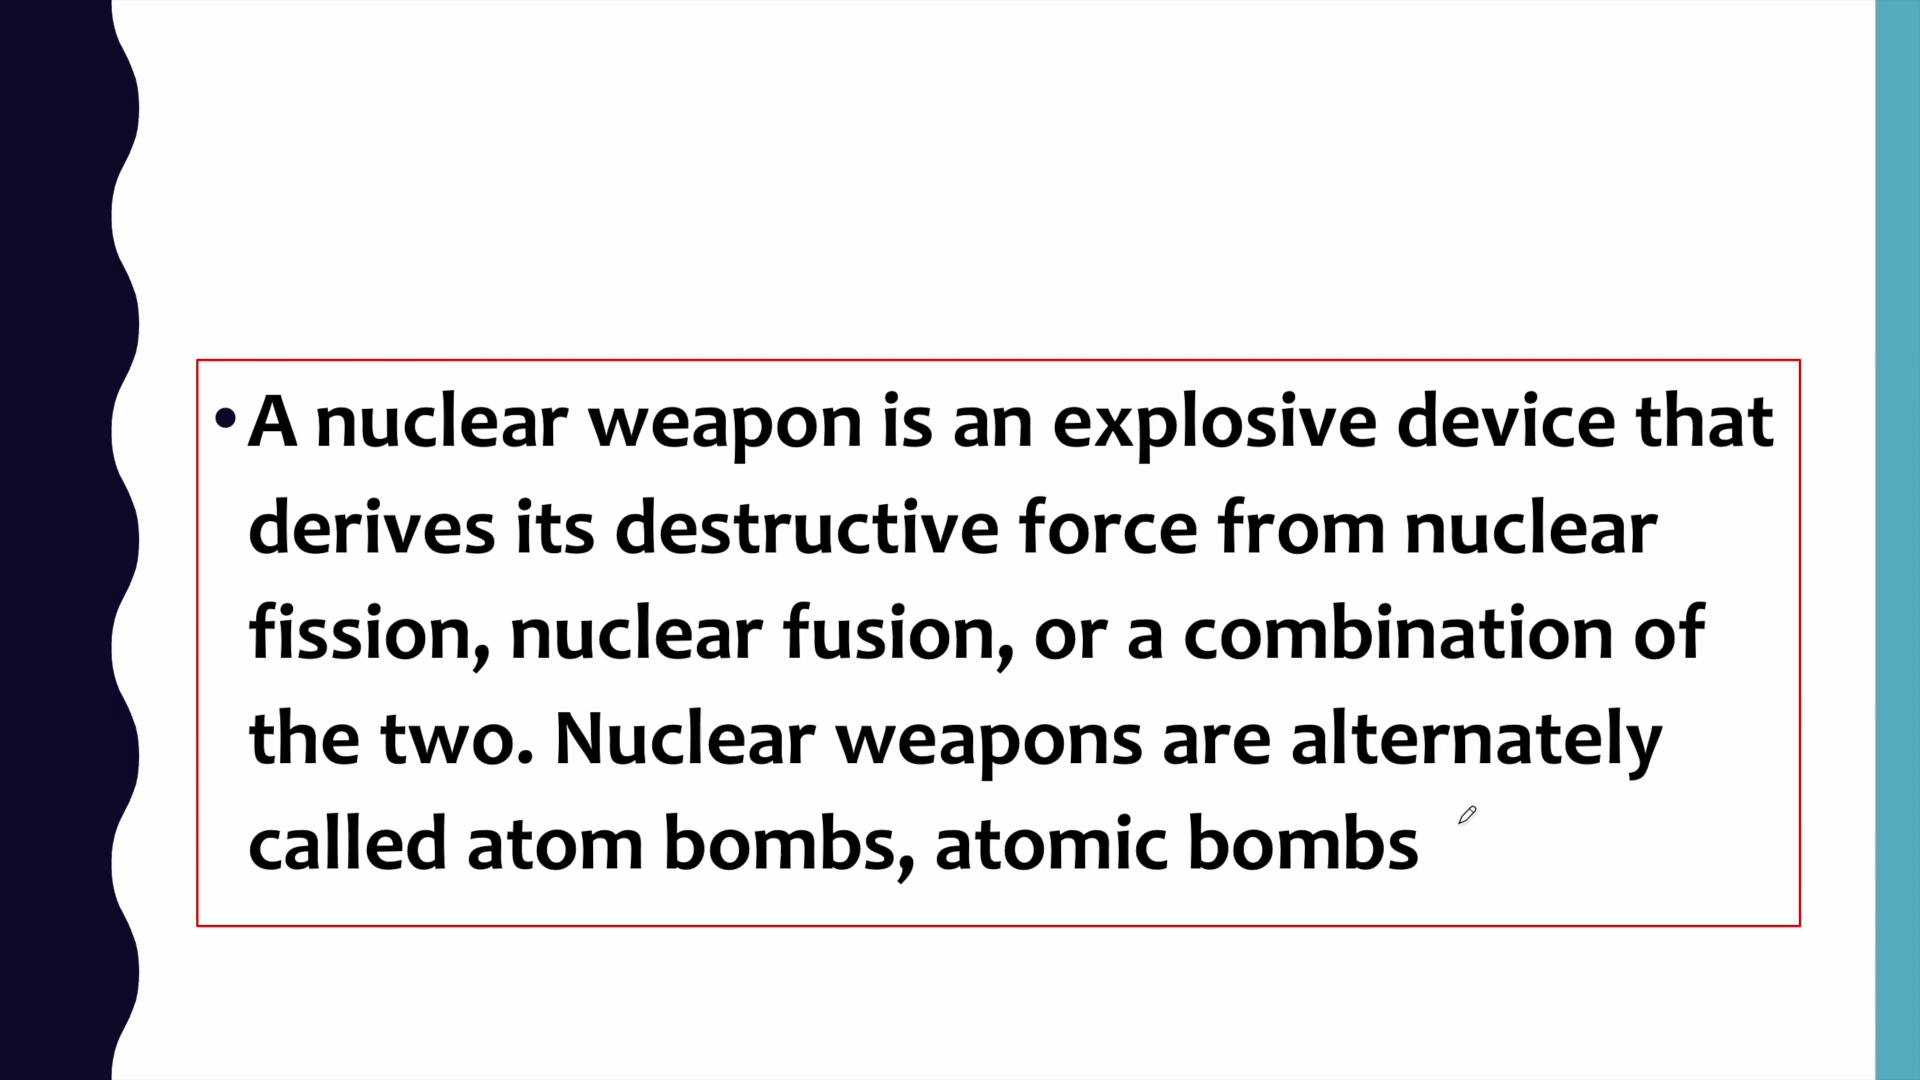 • A nuclear weapon is an explosive device that
derives its destructive force from nuclear
fission, nuclear fusion, or a combination of
the two. Nuclear weapons are alternately
called atom bombs, atomic bombs